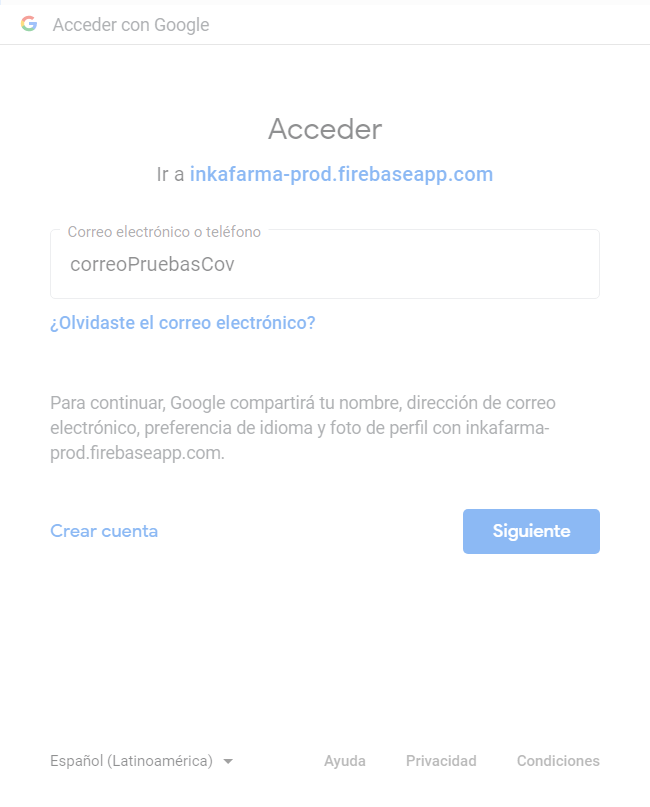 Acceder con Google
Acceder
Ir a inkafarma-prod.firebaseapp.com
Correo electrónico o teléfono
correoPruebasCov
¿Olvidaste el correo electrónico?
Para continuar, Google compartirá tu nombre, dirección de correo
electrónico, preferencia de idioma y foto de perfil con inkafarma-
prod.firebaseapp.com.
Crear cuenta
Siguiente
Español (Latinoamérica)
Ayuda
Privacidad
Condiciones